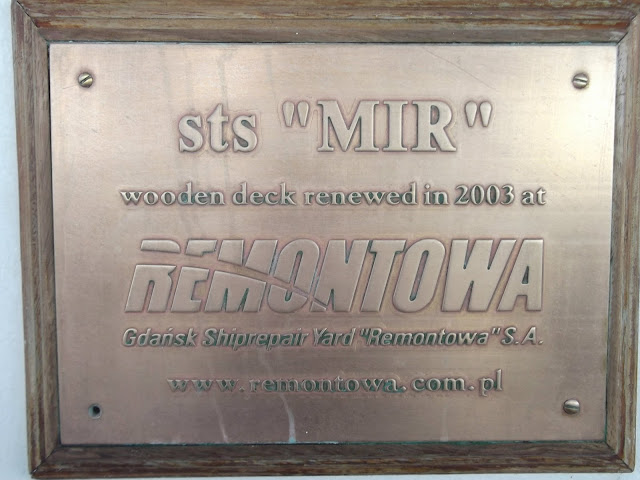 sts "MIR"
wooden deck renewed in 2003 at
REMONTOWA
Gdańsk Shiprepair Yard "Remontowa" S.A.
www.remontowa.com.pl